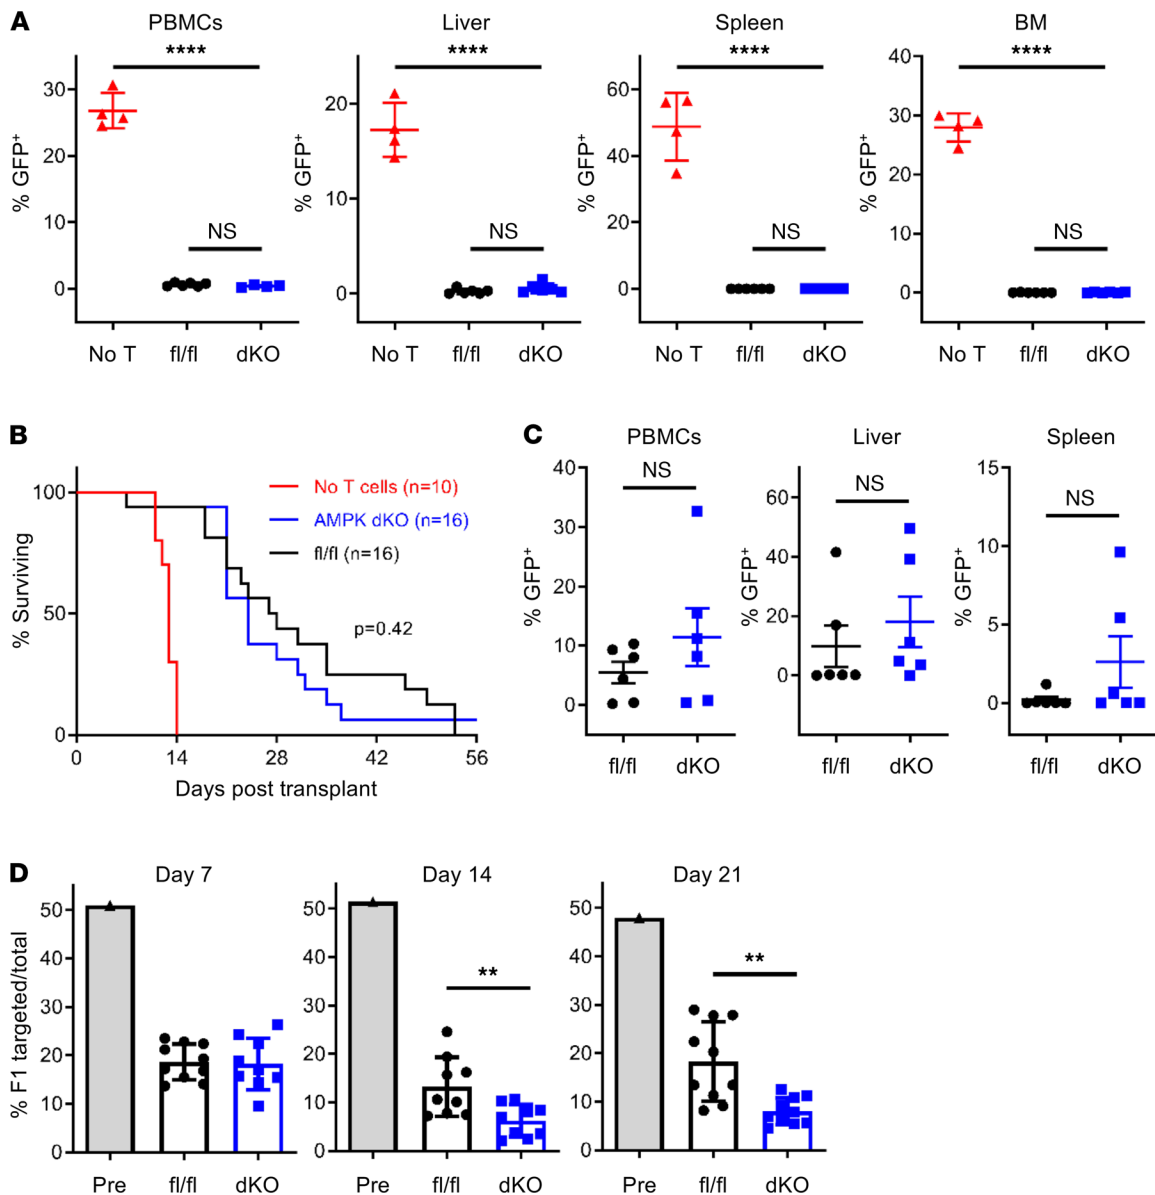 A
PBMCs
Liver
Spleen
BM
****
****
****
****
% GFP+
30
20
10
0
NS
No T
fl/fl
dKO
% GFP+
20
10
0
NS
No T
fl/fl
dKO
% GFP+
60
40
20
0
NS
No T
fl/fl
dKO
% GFP+
40
30
20
10
0
NS
No T
fl/fl
dKO
B
% Surviving
100
50
0
No T cells (n=10)
AMPK dKO (n=16)
fl/fl (n=16)
p=0.42
0
14
28
42
56
Days post transplant
C
PBMCs
Liver
Spleen
% GFP+
40
30
20
10
0
NS
fl/fl
dKO
% GFP+
60
40
20
0
NS
fl/fl
dKO
% GFP+
15
10
5
0
NS
fl/fl
dKO
D
Day 7
Day 14
Day 21
% F1 targeted/total
50
40
30
20
10
0
Pre
fl/fl
dKO
50
40
30
20
10
0
**
Pre
fl/fl
dKO
50
40
30
20
10
0
**
Pre
fl/fl
dKO